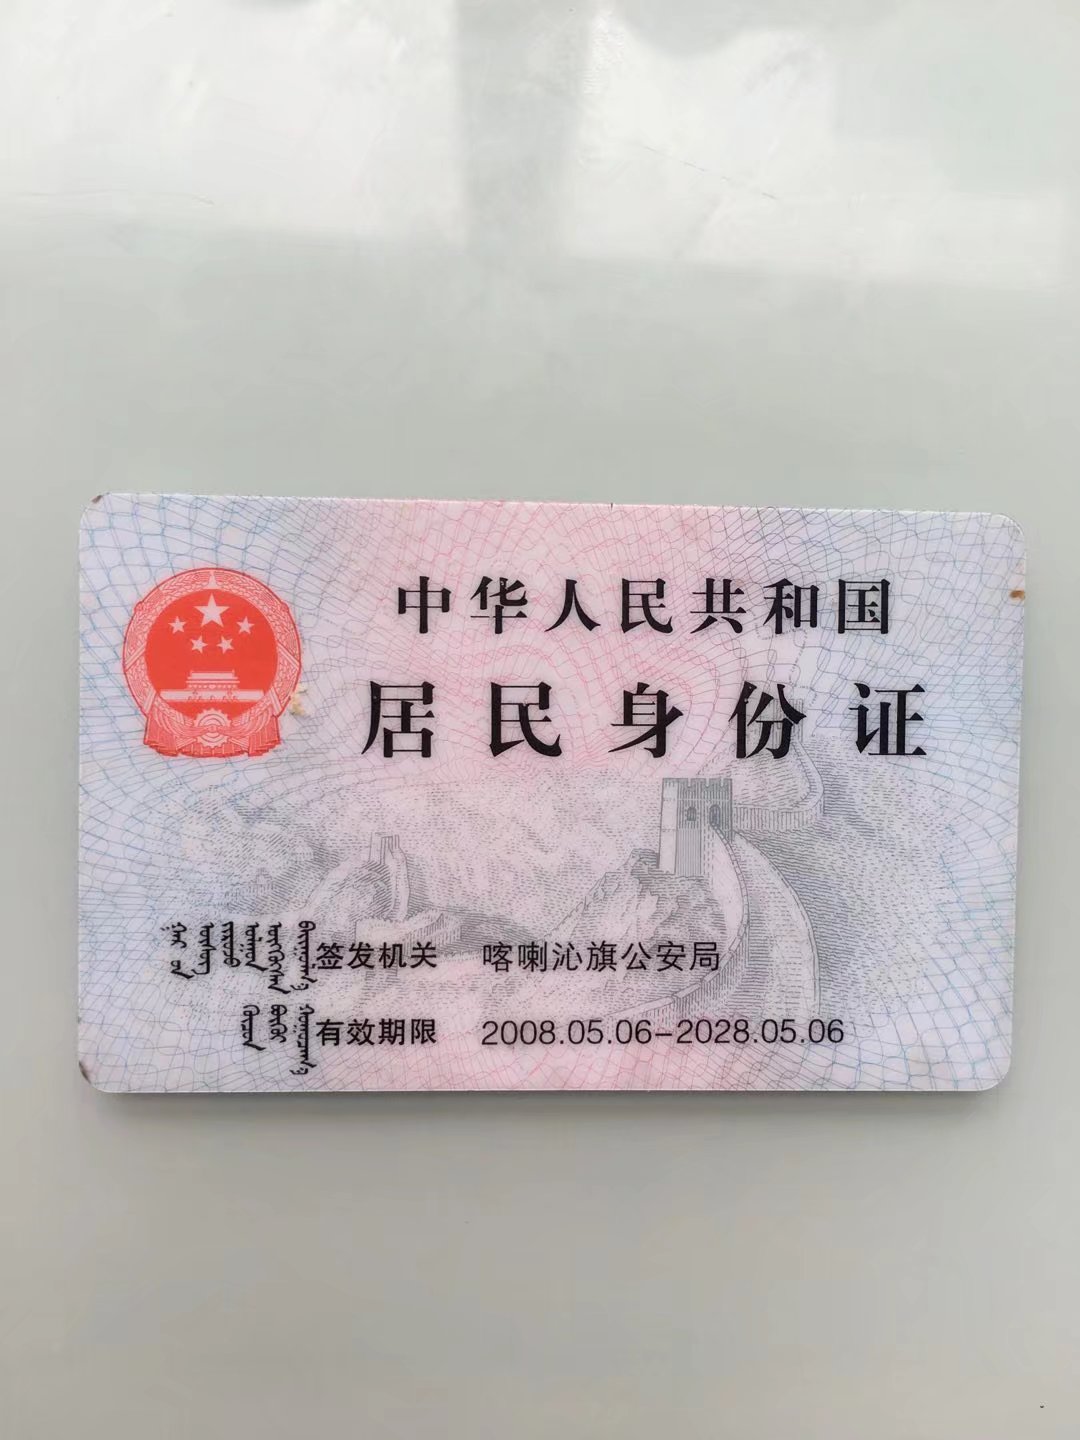 中华人民共和国
居民身份证
签发机关 喀喇沁旗公安局
有效期限 2008.05.06-2028.05.06